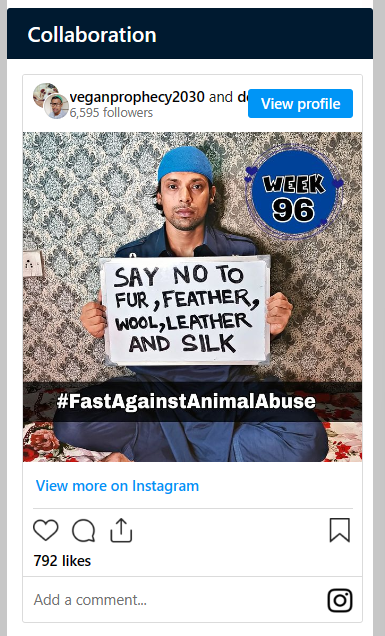 Collaboration
veganprophecy2030 and
6,595 followers
View profile
WEEK
96
SAY NO TO
FUR, FEATHER,
WOOL, LEATHER
AND SILK
#FastAgainstAnimalAbuse
View more on Instagram
792 likes
Add a comment...